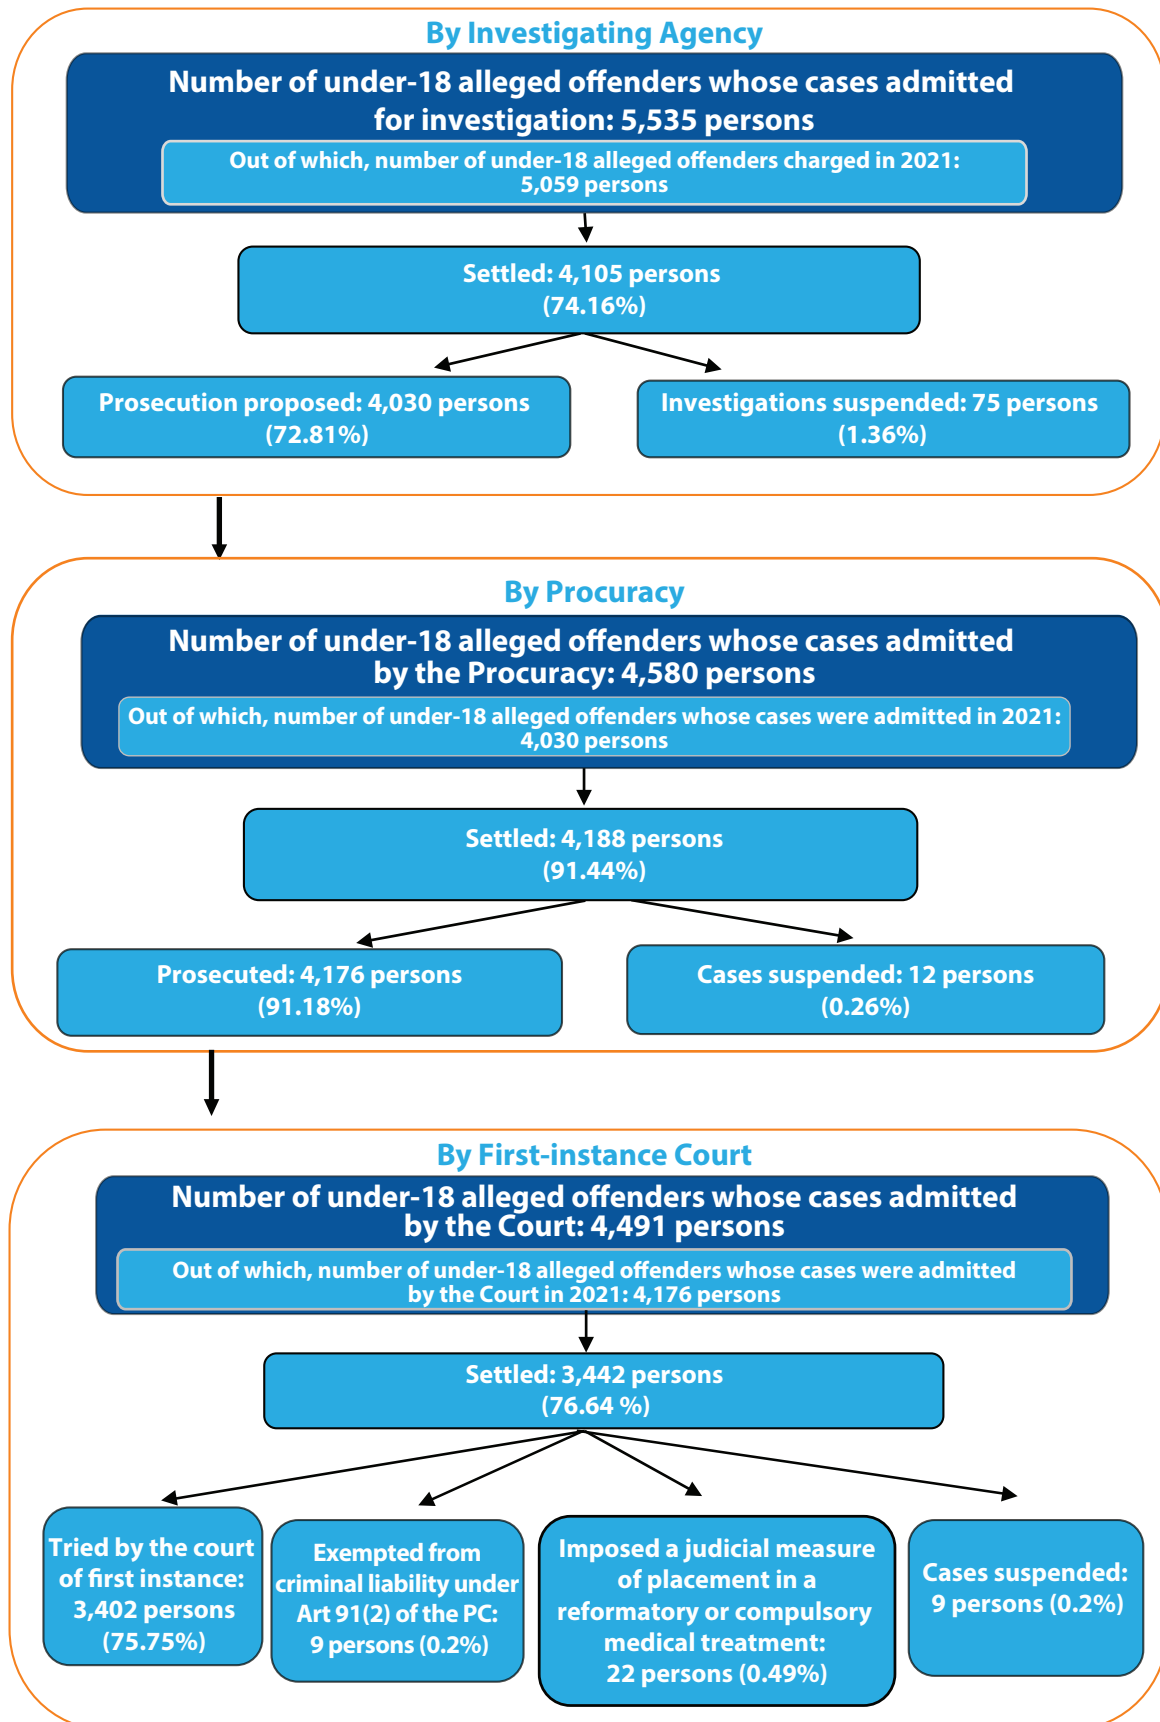 By Investigating Agency
Number of under-18 alleged offenders whose cases admitted
for investigation: 5,535 persons
Out of which, number of under-18 alleged offenders charged in 2021:
5,059 persons
Settled: 4,105 persons
(74.16%)
Prosecution proposed: 4,030 persons
(72.81%)
Investigations suspended: 75 persons
(1.36%)
By Procuracy
Number of under-18 alleged offenders whose cases admitted
by the Procuracy: 4,580 persons
Out of which, number of under-18 alleged offenders whose cases were admitted in 2021:
4,030 persons
Settled: 4,188 persons
(91.44%)
Prosecuted: 4,176 persons
(91.18%)
Cases suspended: 12 persons
(0.26%)
By First-instance Court
Number of under-18 alleged offenders whose cases admitted
by the Court: 4,491 persons
Out of which, number of under-18 alleged offenders whose cases were admitted
by the Court in 2021: 4,176 persons
Settled: 3,442 persons
(76.64 %)
Tried by the court
of first instance:
3,402 persons
(75.75%)
Exempted from
criminal liability under
Art 91(2) of the PC:
9 persons (0.2%)
Imposed a judicial measure
of placement in a
reformatory or compulsory
medical treatment:
22 persons (0.49%)
Cases suspended:
9 persons (0.2%)